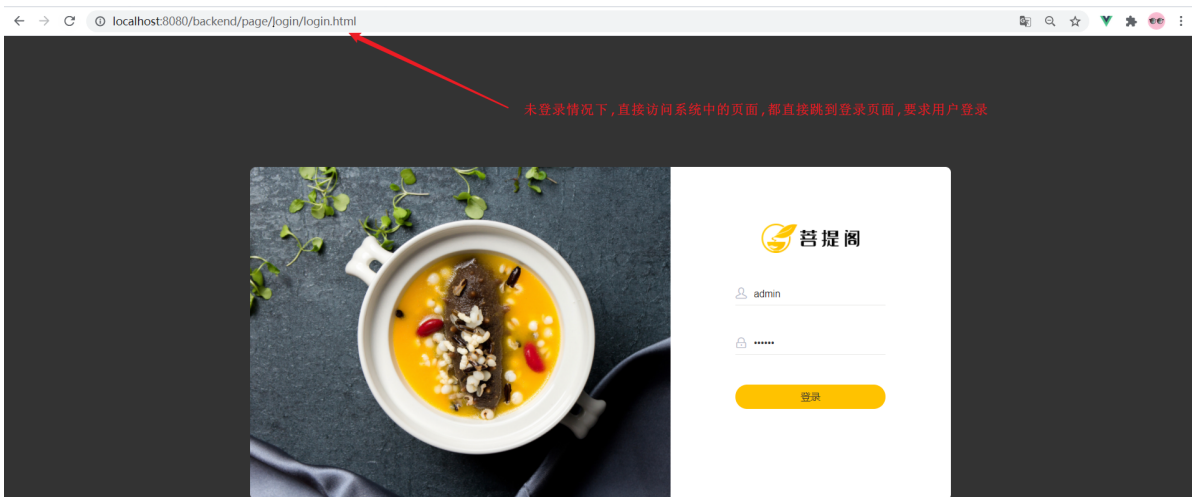 localhost:8080/backend/page/login/login.html
未登录情况下,直接访问系统中的页面,都直接跳到登录页面,要求用户登录
菩提阁
admin
••••••
登录